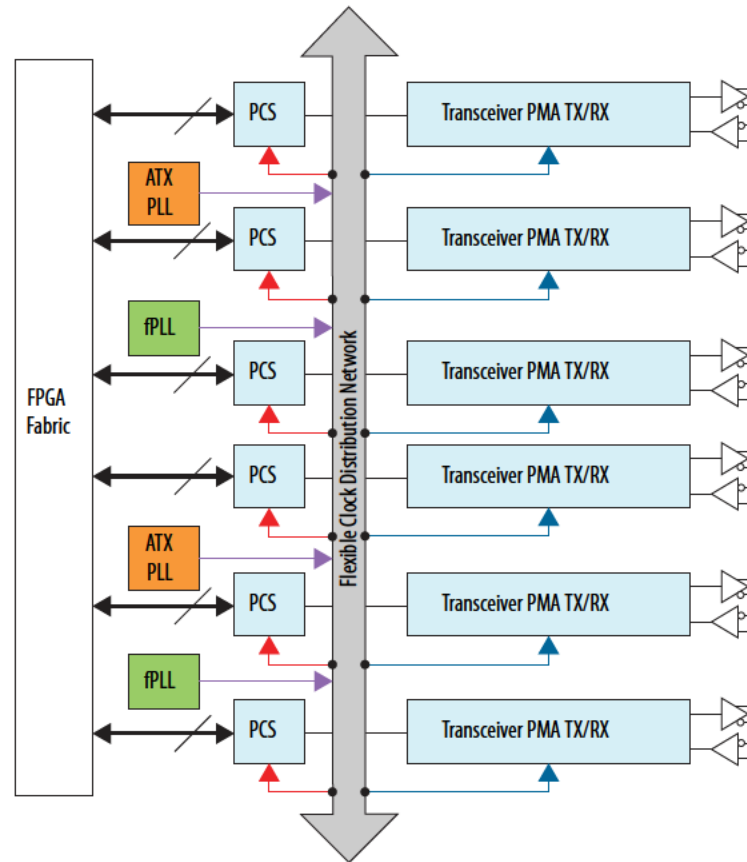 PCS
Transceiver PMA TX/RX
ATX
PLL
PCS
Transceiver PMA TX/RX
fPLL
PCS
Transceiver PMA TX/RX
FPGA
Fabric
Flexible Clock Distribution Network
PCS
Transceiver PMA TX/RX
ATX
PLL
PCS
Transceiver PMA TX/RX
fPLL
PCS
Transceiver PMA TX/RX